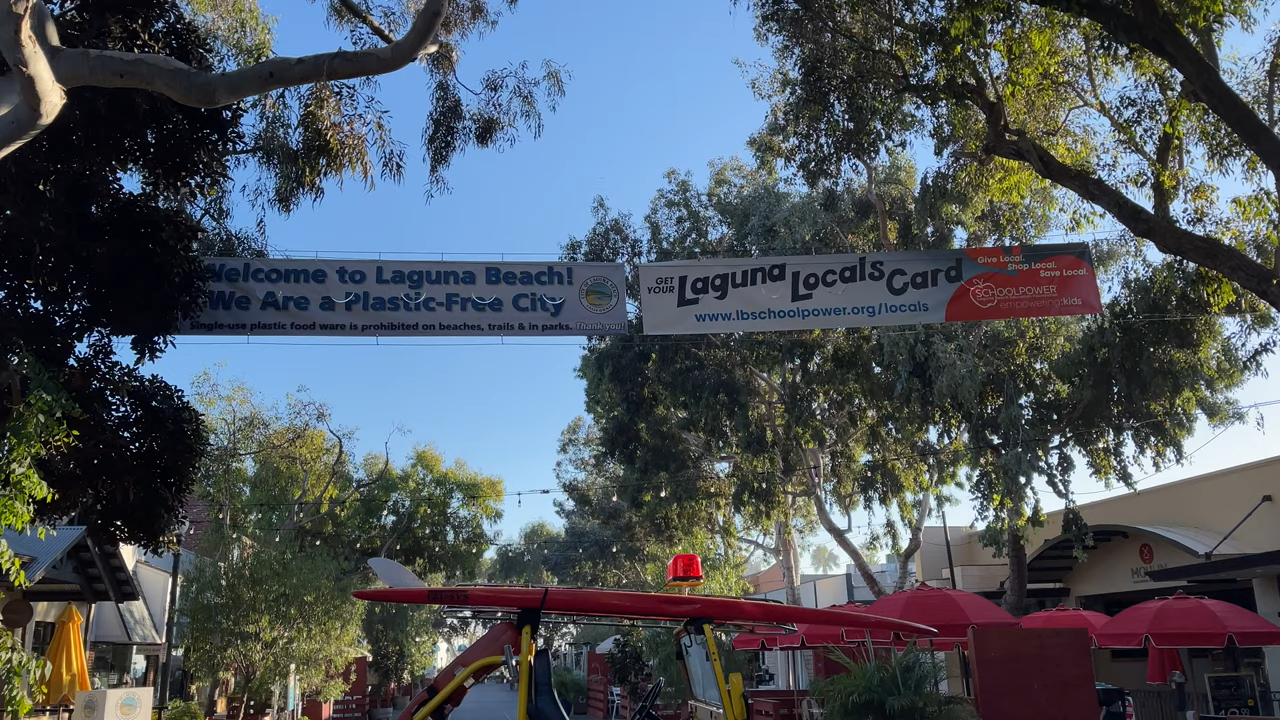 Welcome to Laguna Beach!
We Are a Plastic-Free City
Single-use plastic food ware is prohibited on beaches, trails & in parks. Thank you!
GET YOUR Laguna Locals Card
www.lbschoolpower.org/locals
Give Local.
Shop Local.
Save Local.
SCHOOLPOWER
empowering:kids
MOULIN